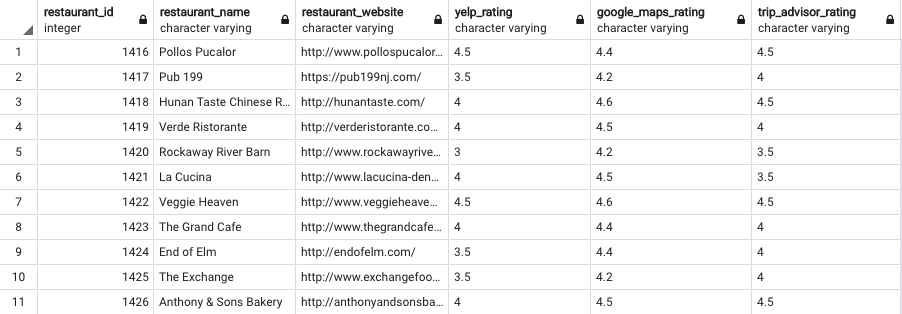 restaurant_id restaurant_name restaurant_website yelp_rating google_maps_rating trip_advisor_rating
integer character varying character varying character varying character varying character varying
1 1416 Pollos Pucalor http://www.pollospucalor... 4.5 4.4 4.5
2 1417 Pub 199 https://pub199nj.com/ 3.5 4.2 4
3 1418 Hunan Taste Chinese R... http://hunantaste.com/ 4 4.6 4.5
4 1419 Verde Ristorante http://verderistorante.co... 4 4.5 4
5 1420 Rockaway River Barn http://www.rockawayrive... 3 4.2 3.5
6 1421 La Cucina http://www.lacucina-den... 4 4.5 3.5
7 1422 Veggie Heaven http://www.veggieheave... 4.5 4.6 4.5
8 1423 The Grand Cafe http://www.thegrandcafe... 4 4.4 4
9 1424 End of Elm http://endofelm.com/ 3.5 4.4 4
10 1425 The Exchange http://www.exchangefoo... 3.5 4.2 4
11 1426 Anthony & Sons Bakery http://anthonyandsonsba... 4 4.5 4.5